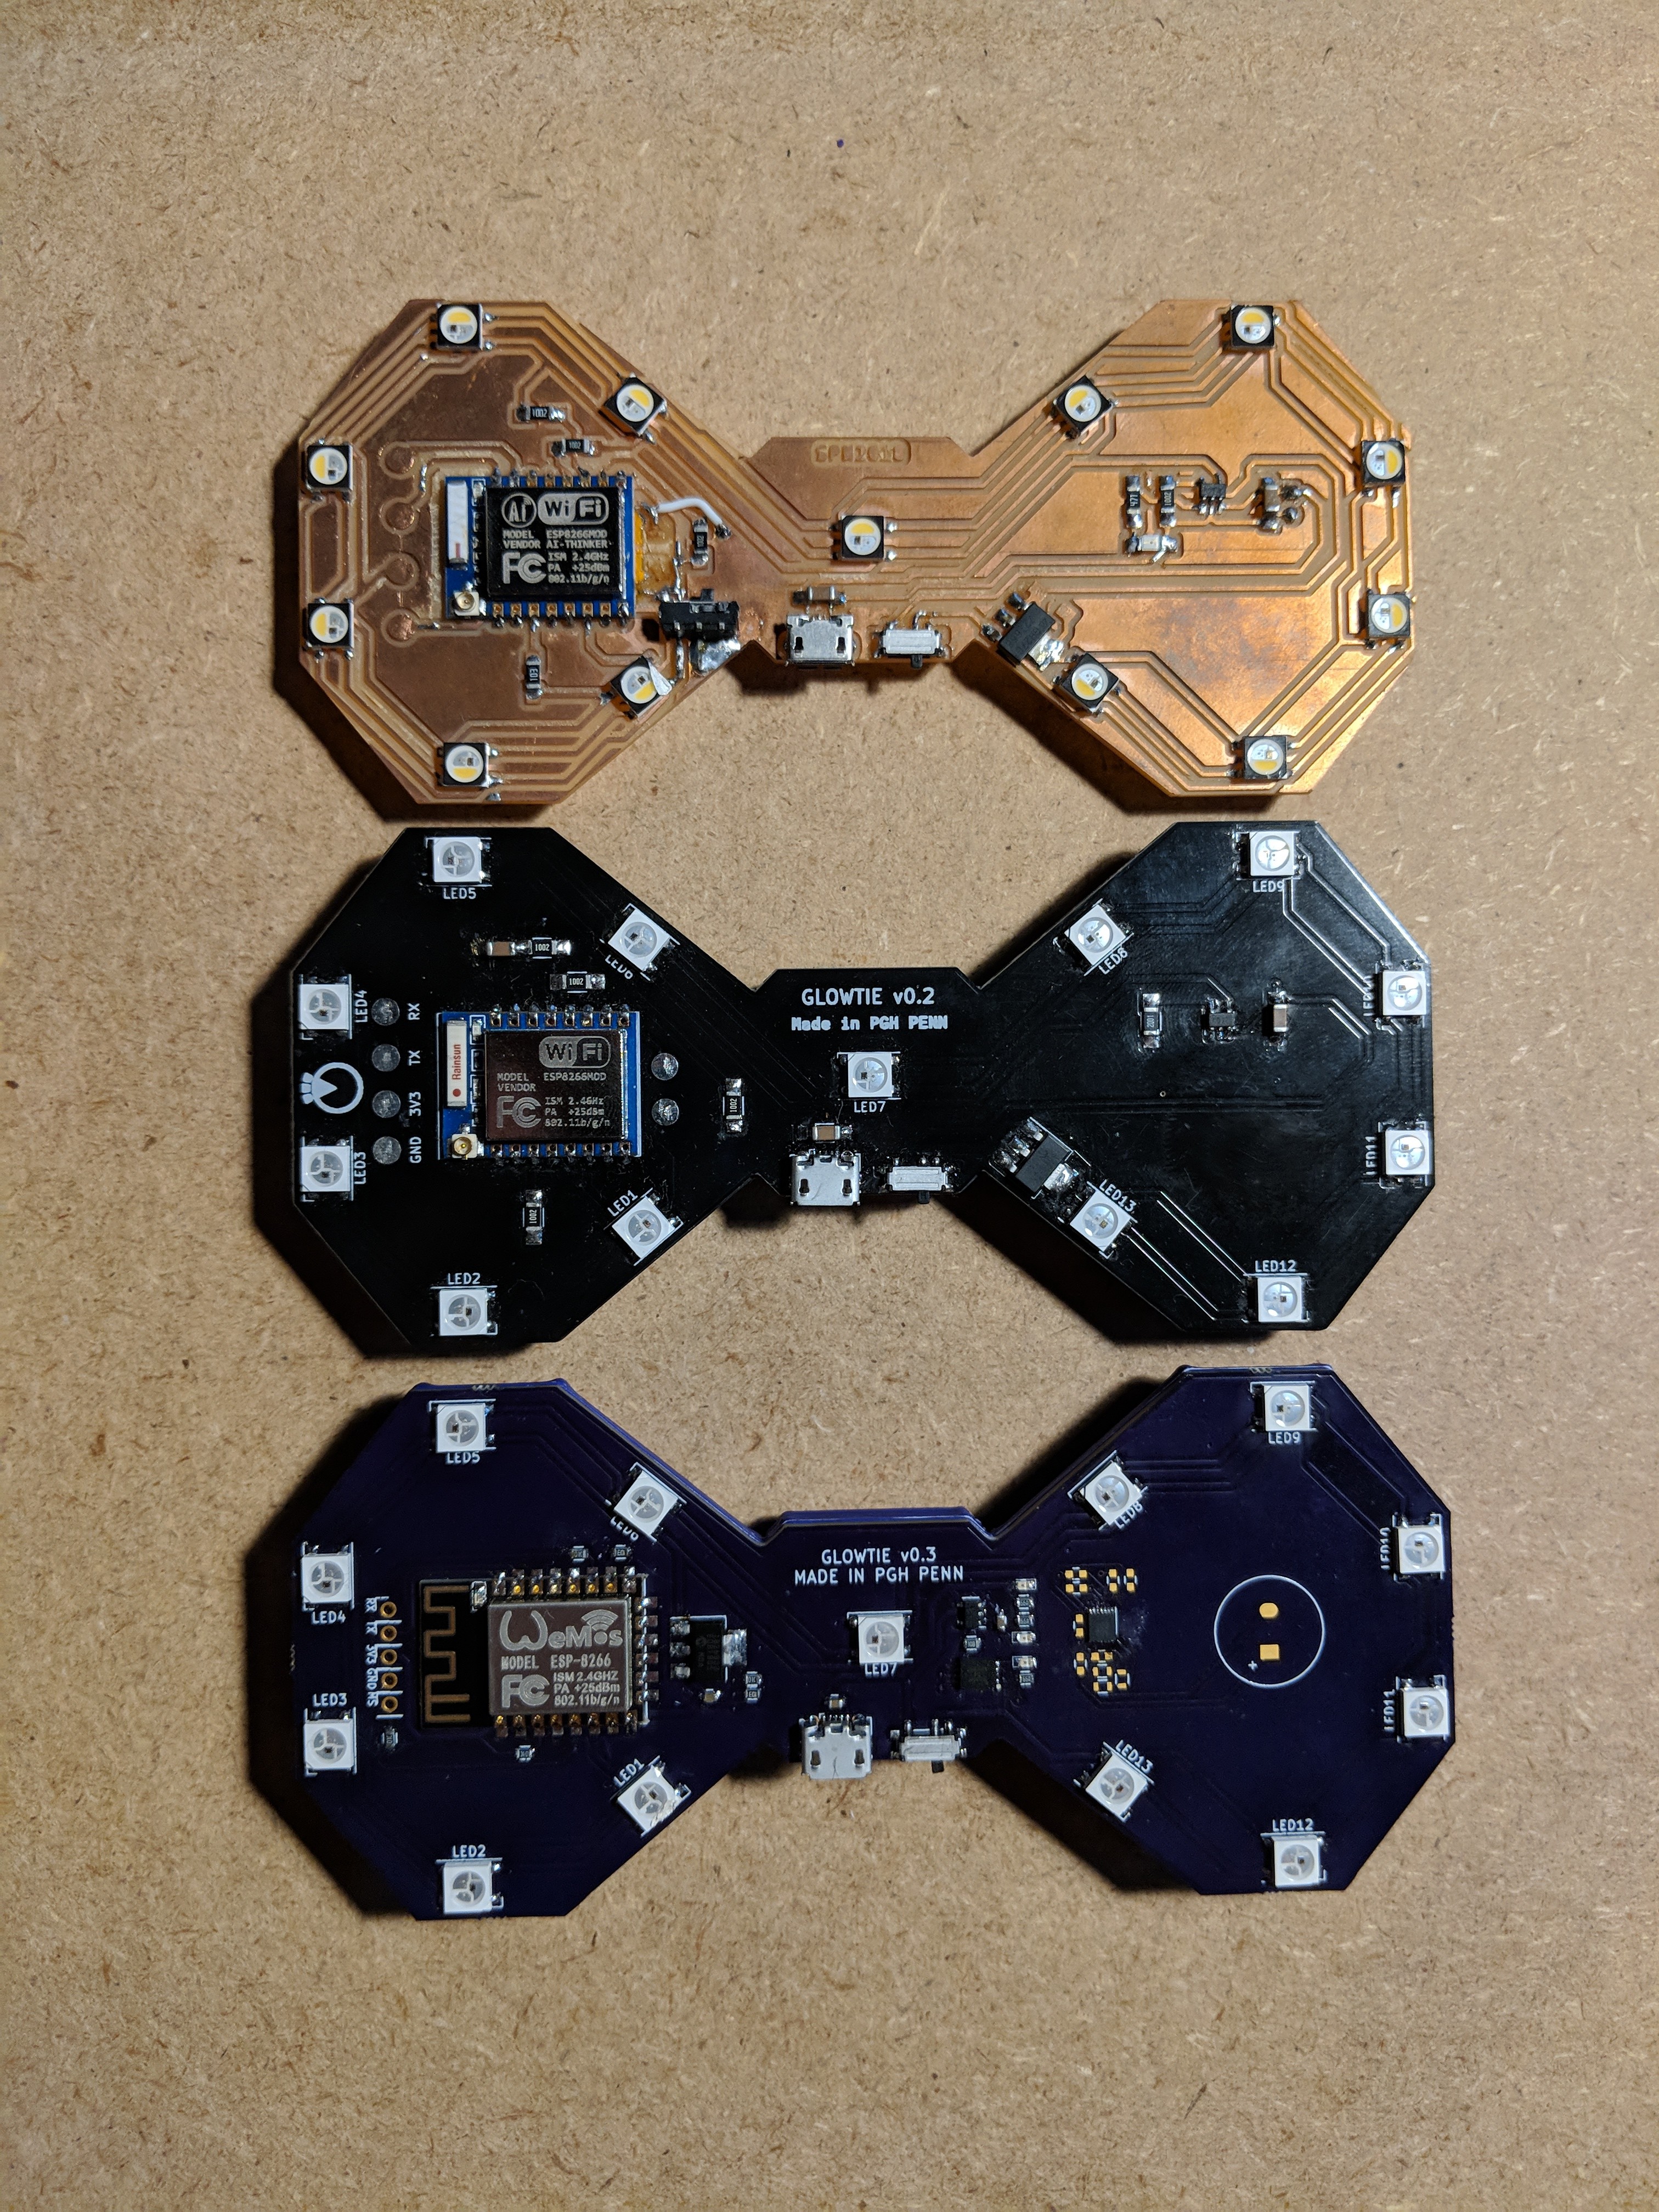 1002
1002
Ai WiFi
MODEL ESP8266MOD
VENDOR AI-THINKER
FC ISM 2.4GHz
PA +25dBm
802.11b/g/n
1002
LED5
LED9
LED6
LED8
1002
1002
LED4
RX
TX
3V3
GND
LED3
GLOWTIE v0.2
Made in PGH PENN
LED7
Rainsun
WiFi
MODEL ESP8266MOD
VENDOR
FC ISM 2.4GHz
PA +25dBm
802.11b/g/n
1002
1002
LED11
LED1
LED13
LED2
LED12
LED5
LED9
LED6
LED8
GLOWTIE v0.3
MADE IN PGH PENN
LED4
LED10
RX
TX
3V3
GND
WeMos
MODEL ESP-8266
FC ISM 2.4GHZ
PA +25dBm
802.11b/g/n
LED7
LED3
LED11
+
LED1
LED13
LED2
LED12